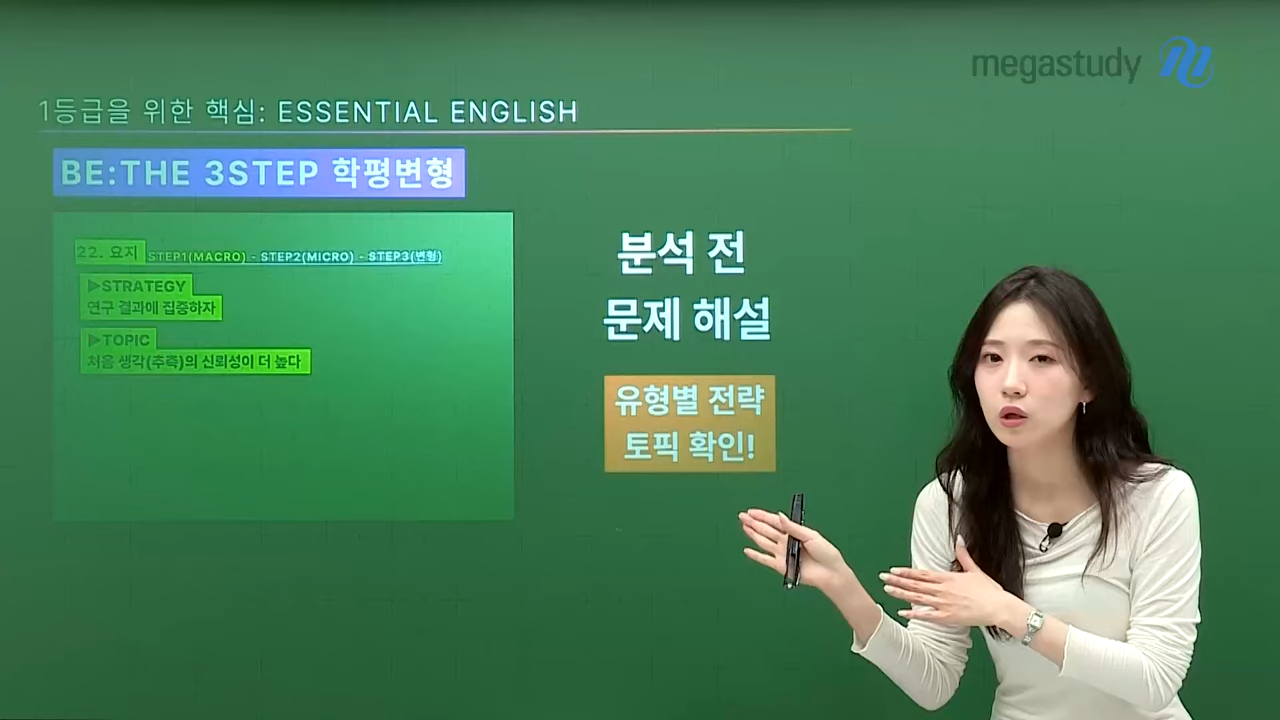 megastudy
1등급을 위한 핵심: ESSENTIAL ENGLISH
BE:THE 3STEP 학평변형
22. 요지 STEP1(MACRO) - STEP2(MICRO) - STEP3(변형)
▶STRATEGY
연구 결과에 집중하자
▶TOPIC
처음 생각(추측)의 신뢰성이 더 높다
분석 전
문제 해설
유형별 전략
토픽 확인!